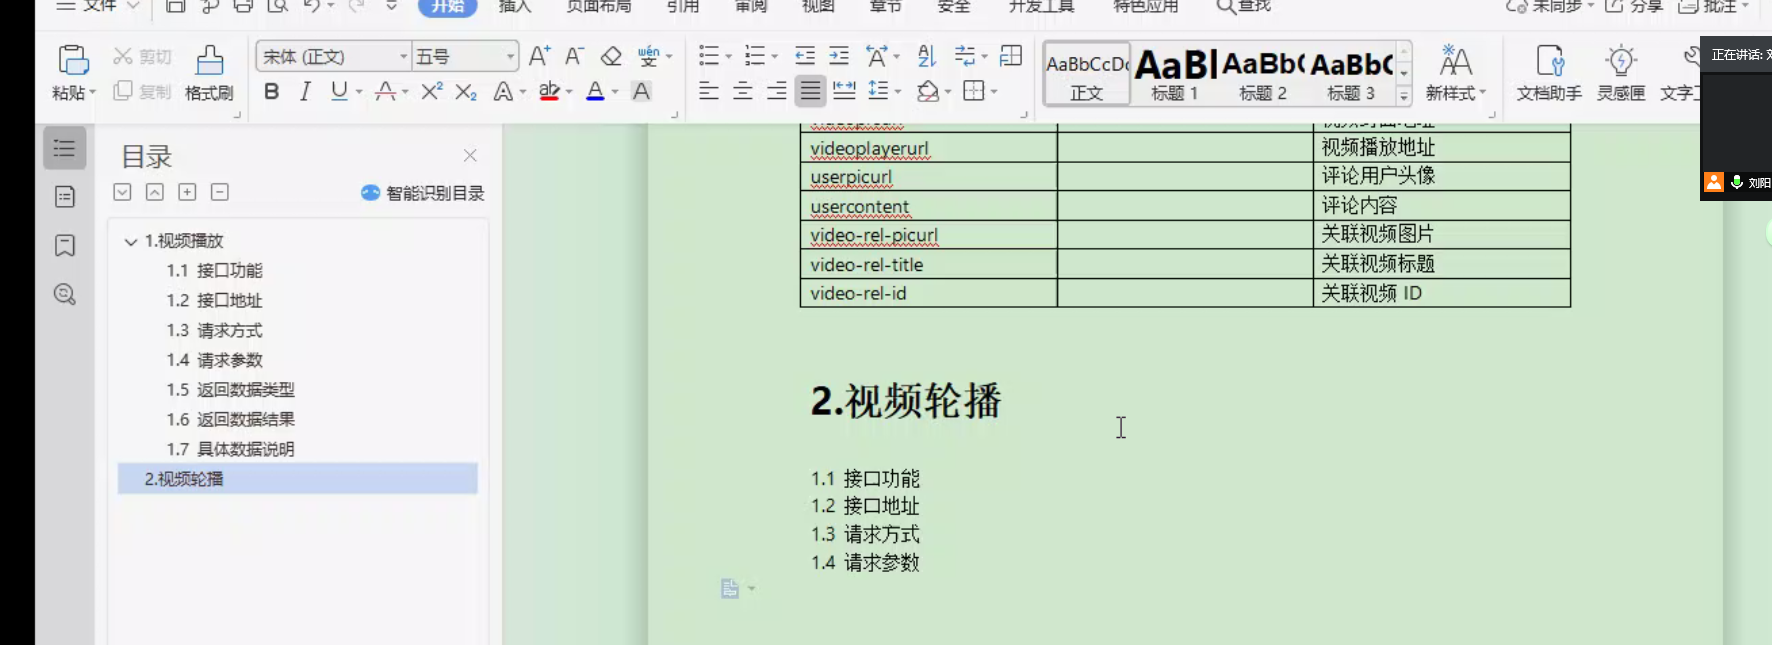 文件
开始
插入
页面布局
引用
审阅
视图
章节
安全
开发工具
特色应用
查找
未同步
分享
批注
粘贴
剪切
复制
格式刷
宋体 (正文)
五号
wén
AaBbCcDd
正文
AaBl
标题 1
AaBb(
标题 2
AaBbC
标题 3
新样式
文档助手
灵感匣
文字工
正在讲话:
刘阳
目录
智能识别目录
1.视频播放
1.1 接口功能
1.2 接口地址
1.3 请求方式
1.4 请求参数
1.5 返回数据类型
1.6 返回数据结果
1.7 具体数据说明
2.视频轮播
videopicurl 视频封面地址
videoplayerurl 视频播放地址
userpicurl 评论用户头像
usercontent 评论内容
video-rel-picurl 关联视频图片
video-rel-title 关联视频标题
video-rel-id 关联视频 ID
2.视频轮播
1.1 接口功能
1.2 接口地址
1.3 请求方式
1.4 请求参数